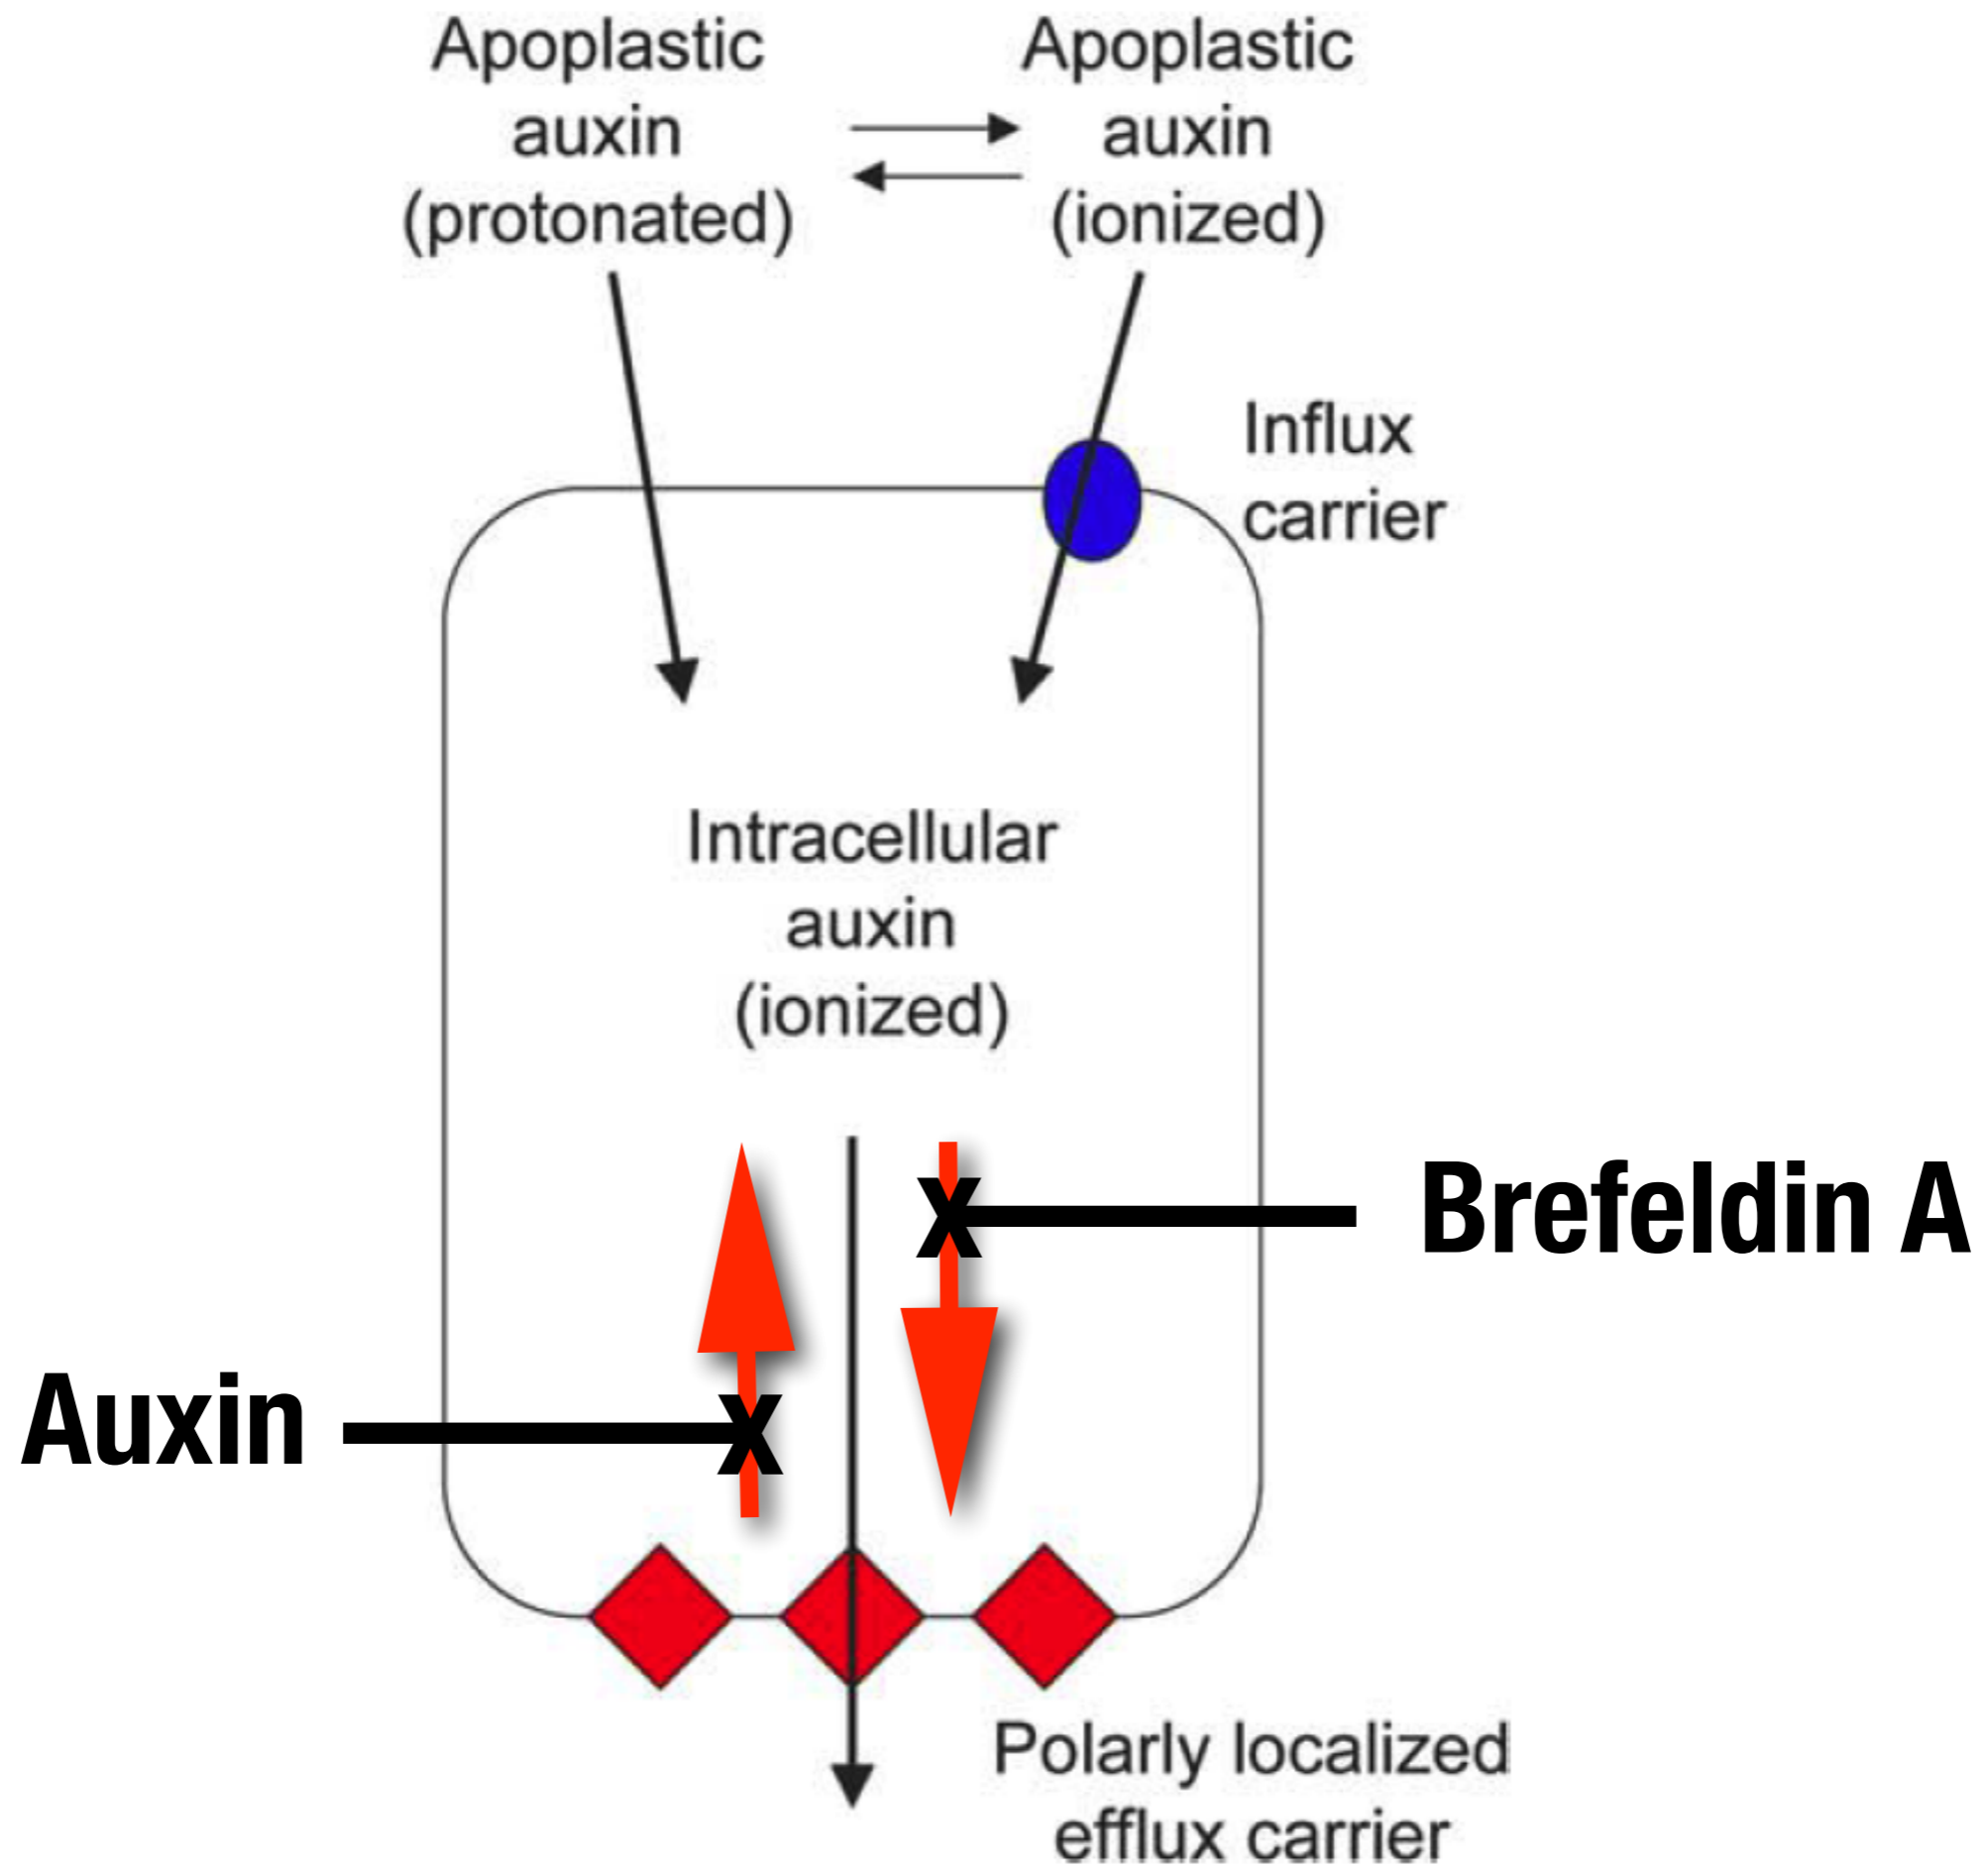 Apoplastic
auxin
(protonated)
Apoplastic
auxin
(ionized)
Influx
carrier
Intracellular
auxin
(ionized)
Brefeldin A
X
Auxin
X
Polarly localized
efflux carrier